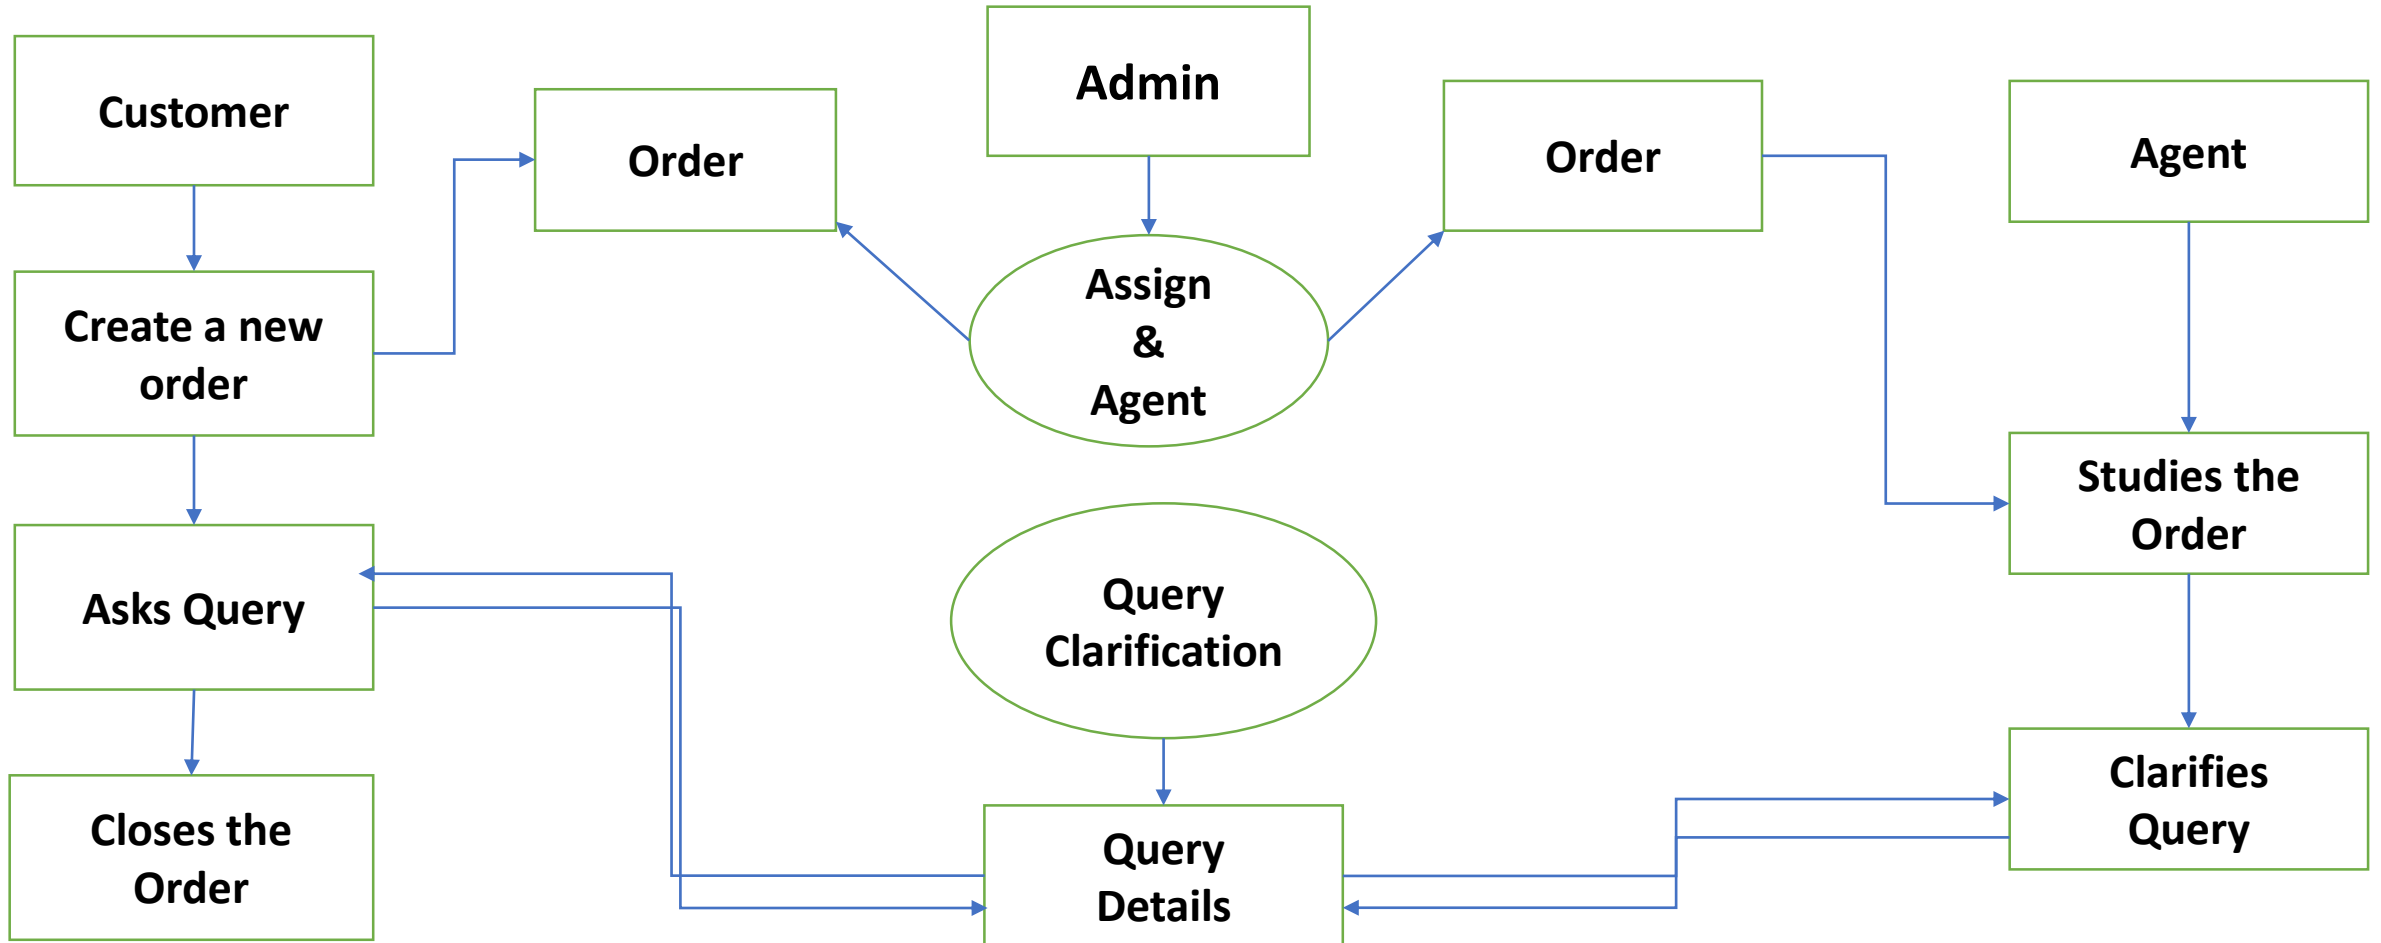 Customer
Order
Admin
Order
Agent
Create a new
order
Assign
&
Agent
Studies the
Order
Asks Query
Query
Clarification
Clarifies
Query
Closes the
Order
Query
Details